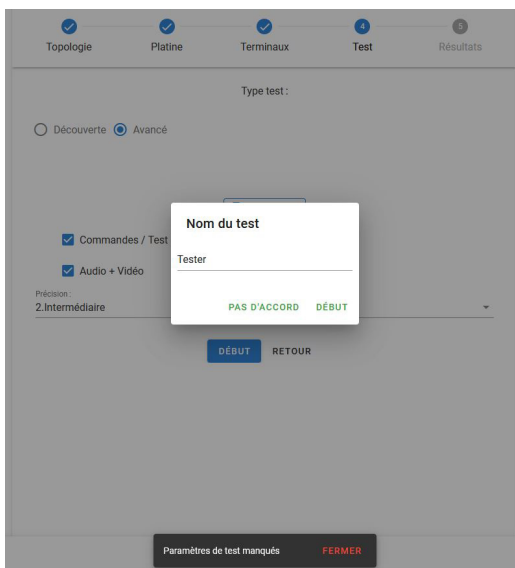 Topologie
Platine
Terminaux
4
Test
5
Résultats
Type test :
Découverte
Avancé
Nom du test
Commandes / Test
Tester
Audio + Vidéo
Précision :
2.Intermédiaire
PAS D'ACCORD
DÉBUT
DÉBUT
RETOUR
Paramètres de test manqués
FERMER